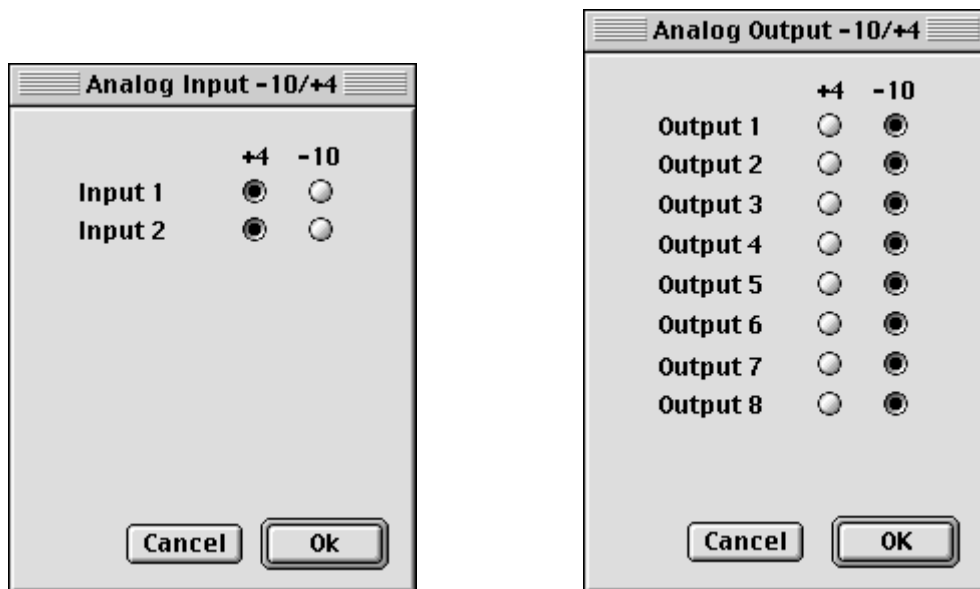 Analog Input -10/+4
+4 -10
Input 1
Input 2
Cancel Ok
Analog Output -10/+4
+4 -10
Output 1
Output 2
Output 3
Output 4
Output 5
Output 6
Output 7
Output 8
Cancel OK